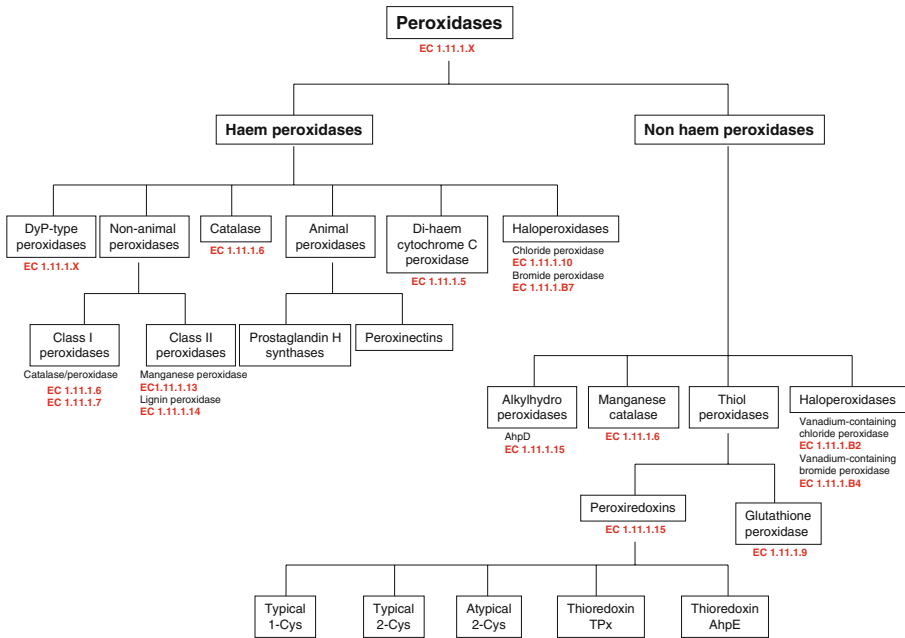 Peroxidases
EC 1.11.1.X
Haem peroxidases
Non haem peroxidases
DyP-type
peroxidases
EC 1.11.1.X
Non-animal
peroxidases
Catalase
EC 1.11.1.6
Animal
peroxidases
Di-haem
cytochrome C
peroxidase
EC 1.11.1.5
Haloperoxidases
Chloride peroxidase
EC 1.11.1.10
Bromide peroxidase
EC 1.11.1.B7
Class I
peroxidases
Catalase/peroxidase
EC 1.11.1.6
EC 1.11.1.7
Class II
peroxidases
Manganese peroxidase
EC1.11.1.13
Lignin peroxidase
EC 1.11.1.14
Prostaglandin H
synthases
Peroxinectins
Alkylhydro
peroxidases
AhpD
EC 1.11.1.15
Manganese
catalase
EC 1.11.1.6
Thiol
peroxidases
Haloperoxidases
Vanadium-containing
chloride peroxidase
EC 1.11.1.B2
Vanadium-containing
bromide peroxidase
EC 1.11.1.B4
Peroxiredoxins
EC 1.11.1.15
Glutathione
peroxidase
EC 1.11.1.9
Typical
1-Cys
Typical
2-Cys
Atypical
2-Cys
Thioredoxin
TPx
Thioredoxin
AhpE